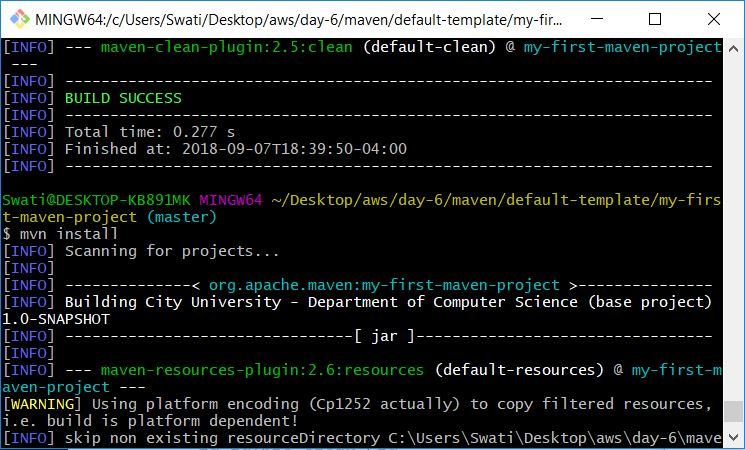 MINGW64:/c/Users/Swati/Desktop/aws/day-6/maven/default-template/my-fir...
[INFO] --- maven-clean-plugin:2.5:clean (default-clean) @ my-first-maven-project
 ---
[INFO] ------------------------------------------------------------------------
[INFO] BUILD SUCCESS
[INFO] ------------------------------------------------------------------------
[INFO] Total time: 0.277 s
[INFO] Finished at: 2018-09-07T18:39:50-04:00
[INFO] ------------------------------------------------------------------------
Swati@DESKTOP-KB891MK MINGW64 ~/Desktop/aws/day-6/maven/default-template/my-firs
t-maven-project (master)
$ mvn install
[INFO] Scanning for projects...
[INFO]
[INFO] --------------< org.apache.maven:my-first-maven-project >---------------
[INFO] Building City University - Department of Computer Science (base project)
1.0-SNAPSHOT
[INFO] --------------------------------[ jar ]---------------------------------
[INFO]
[INFO] --- maven-resources-plugin:2.6:resources (default-resources) @ my-first-m
aven-project ---
[WARNING] Using platform encoding (Cp1252 actually) to copy filtered resources,
i.e. build is platform dependent!
[INFO] skip non existing resourceDirectory C:\Users\Swati\Desktop\aws\day-6\mave